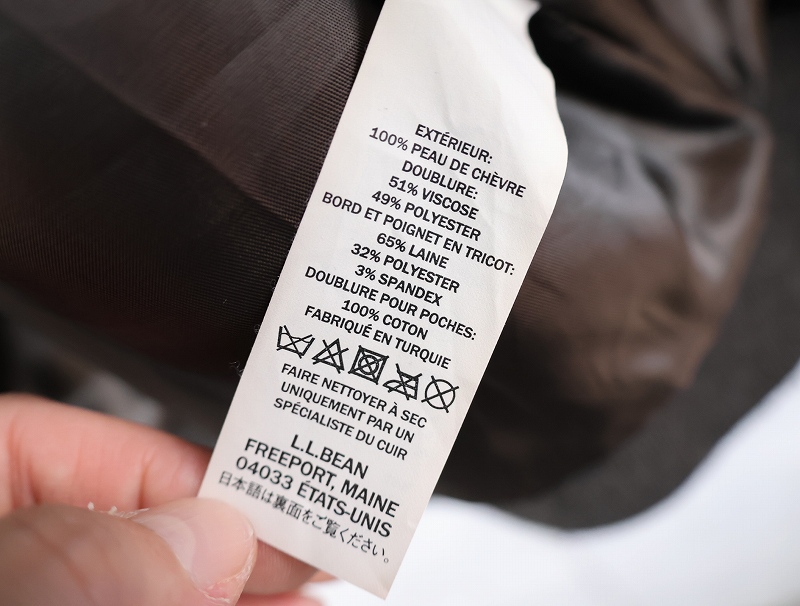 EXTÉRIEUR:
100% PEAU DE CHÈVRE
DOUBLURE:
51% VISCOSE
49% POLYESTER
BORD ET POIGNET EN TRICOT:
65% LAINE
32% POLYESTER
3% SPANDEX
DOUBLURE POUR POCHES:
100% COTON
FABRIQUÉ EN TURQUIE
FAIRE NETTOYER À SEC
UNIQUEMENT PAR UN
SPÉCIALISTE DU CUIR
L.L.BEAN
FREEPORT, MAINE
04033 ÉTATS-UNIS
日本語は裏面をご覧ください。